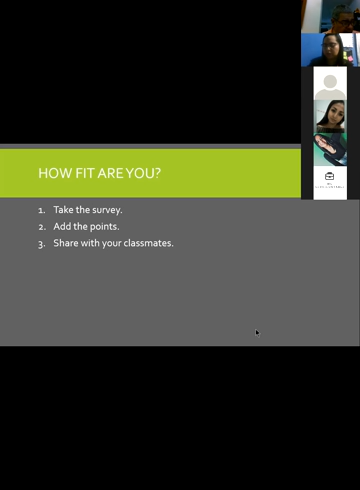 HOW FIT ARE YOU?
1. Take the survey.
2. Add the points.
3. Share with your classmates.